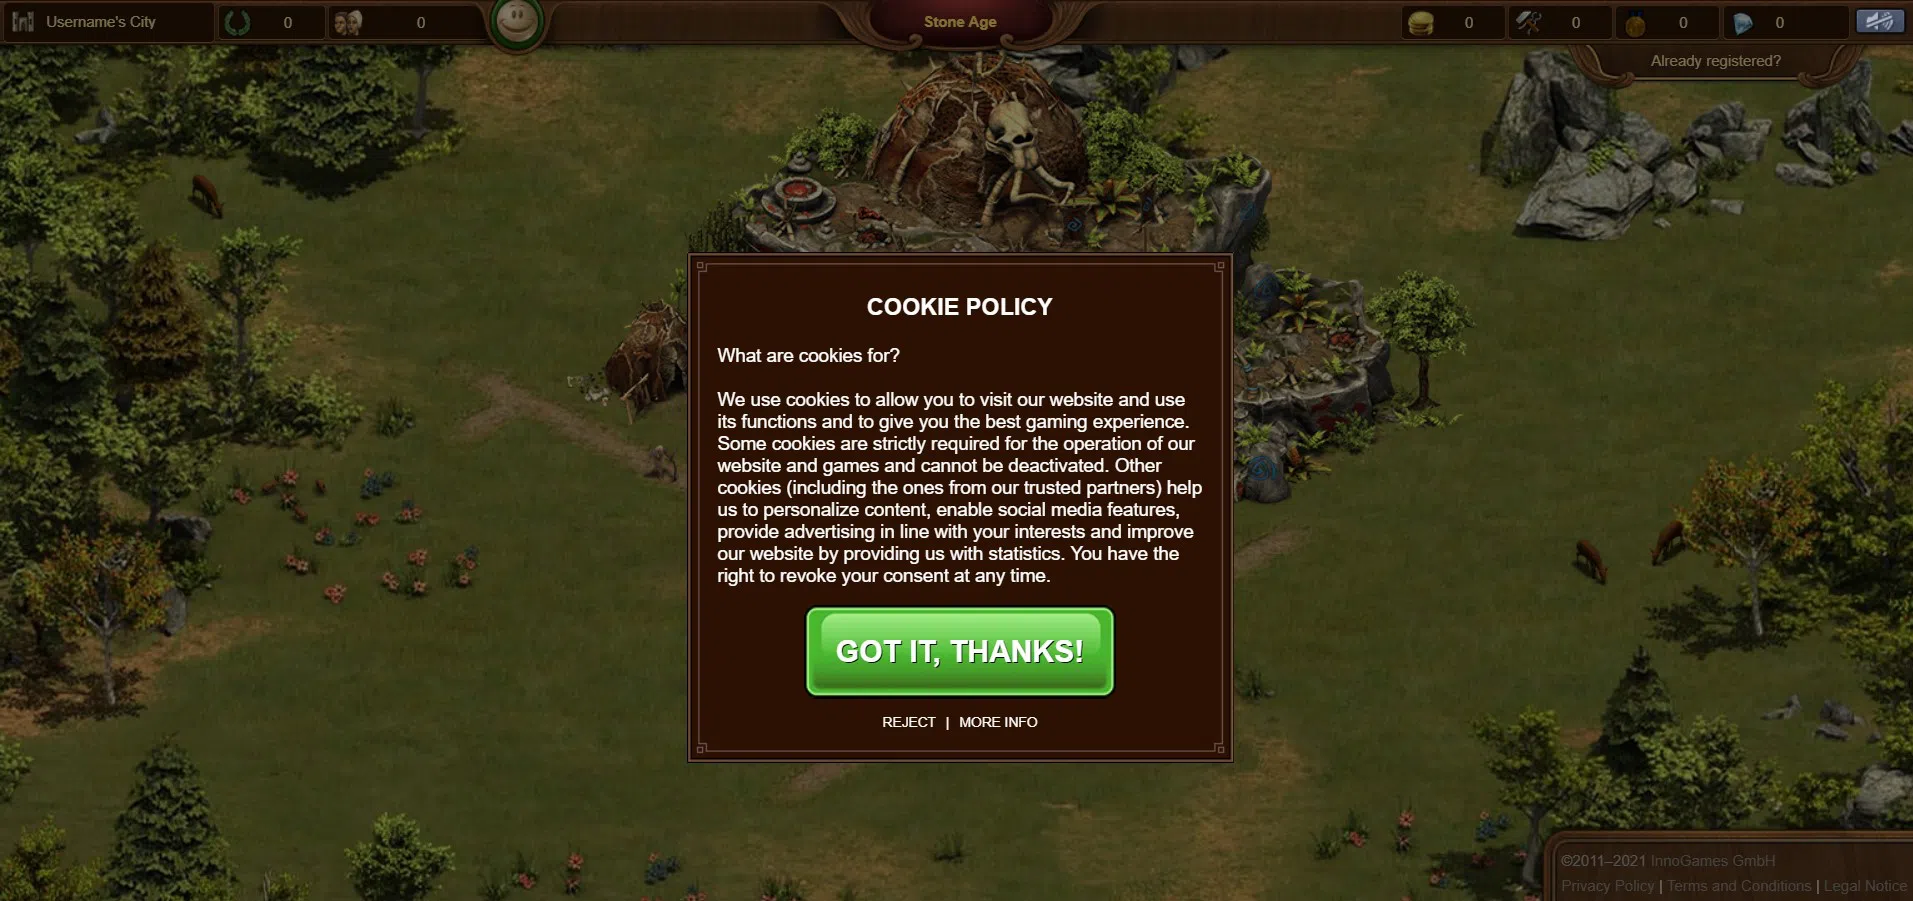 Username's City
0
0
Stone Age
0
0
0
0
Already registered?
COOKIE POLICY
What are cookies for?
We use cookies to allow you to visit our website and use
its functions and to give you the best gaming experience.
Some cookies are strictly required for the operation of our
website and games and cannot be deactivated. Other
cookies (including the ones from our trusted partners) help
us to personalize content, enable social media features,
provide advertising in line with your interests and improve
our website by providing us with statistics. You have the
right to revoke your consent at any time.
GOT IT, THANKS!
REJECT | MORE INFO
©2011–2021 InnoGames GmbH
Privacy Policy | Terms and Conditions | Legal Notice